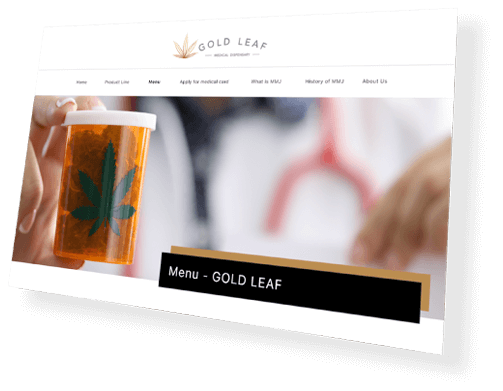 GOLD LEAF
MEDICAL DISPENSARY
Home Product Line Menu Apply for medical card What is MMJ History of MMJ About Us
Menu - GOLD LEAF